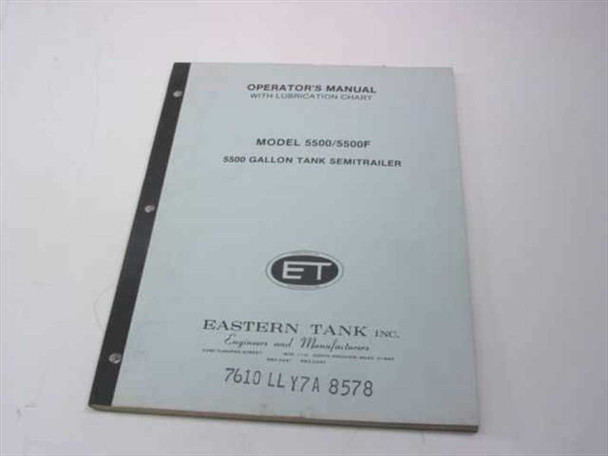 OPERATOR'S MANUAL
WITH LUBRICATION CHART
MODEL 5500/5500F
5500 GALLON TANK SEMITRAILER
ET
EASTERN TANK INC.
Engineers and Manufacturers
STREET
7610 LL Y7A 8578